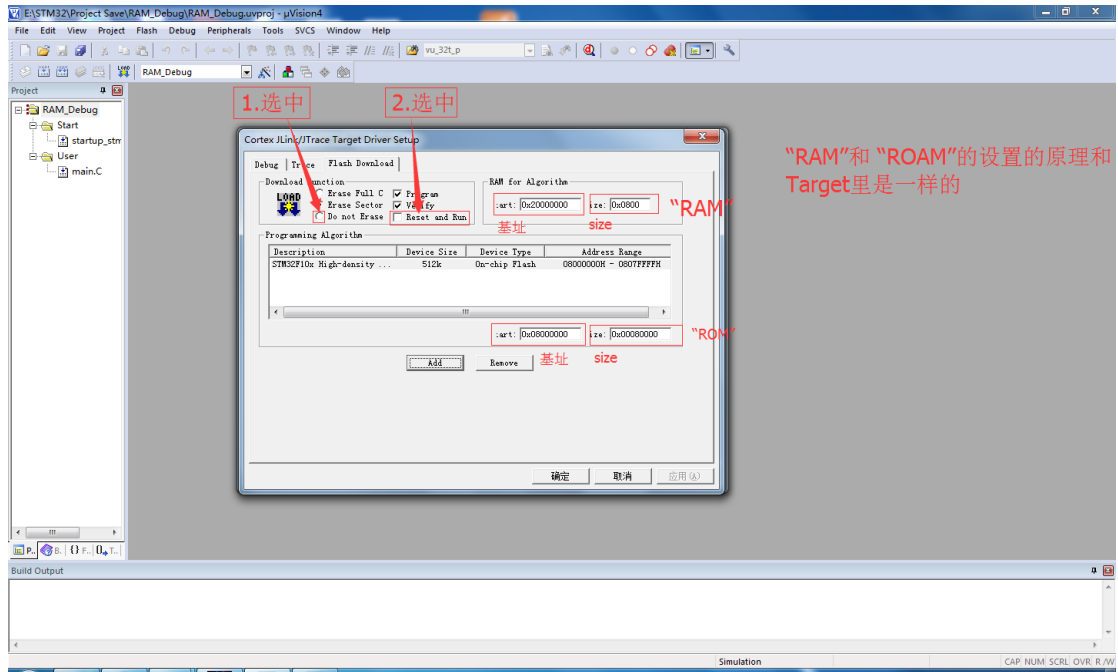 E:\STM32\Project Save\RAM_Debug\RAM_Debug.uvproj - µVision4
File Edit View Project Flash Debug Peripherals Tools SVCS Window Help
vu_32t_p
RAM_Debug
Project
RAM_Debug
Start
startup_stm
User
main.C
1.选中
2.选中
Cortex JLink/JTrace Target Driver Setup
Debug Trace Flash Download
Download Function
RAM for Algorithm
LOAD
Erase Full C
Program
Erase Sector
Verify
Do not Erase
Reset and Run
:art: 0x20000000
ize: 0x0800
"RAM"
基址
size
Programming Algorithm
Description Device Size Device Type Address Range
STM32F10x High-density ... 512k On-chip Flash 08000000H - 0807FFFFH
:art: 0x08000000
ize: 0x00080000
"ROM"
基址
size
Add
Remove
确定
取消
应用(A)
“RAM”和 “ROAM”的设置的原理和
Target里是一样的
P.. B. {} F.. 0 T..
Build Output
Simulation
CAP NUM SCRL OVR R/W